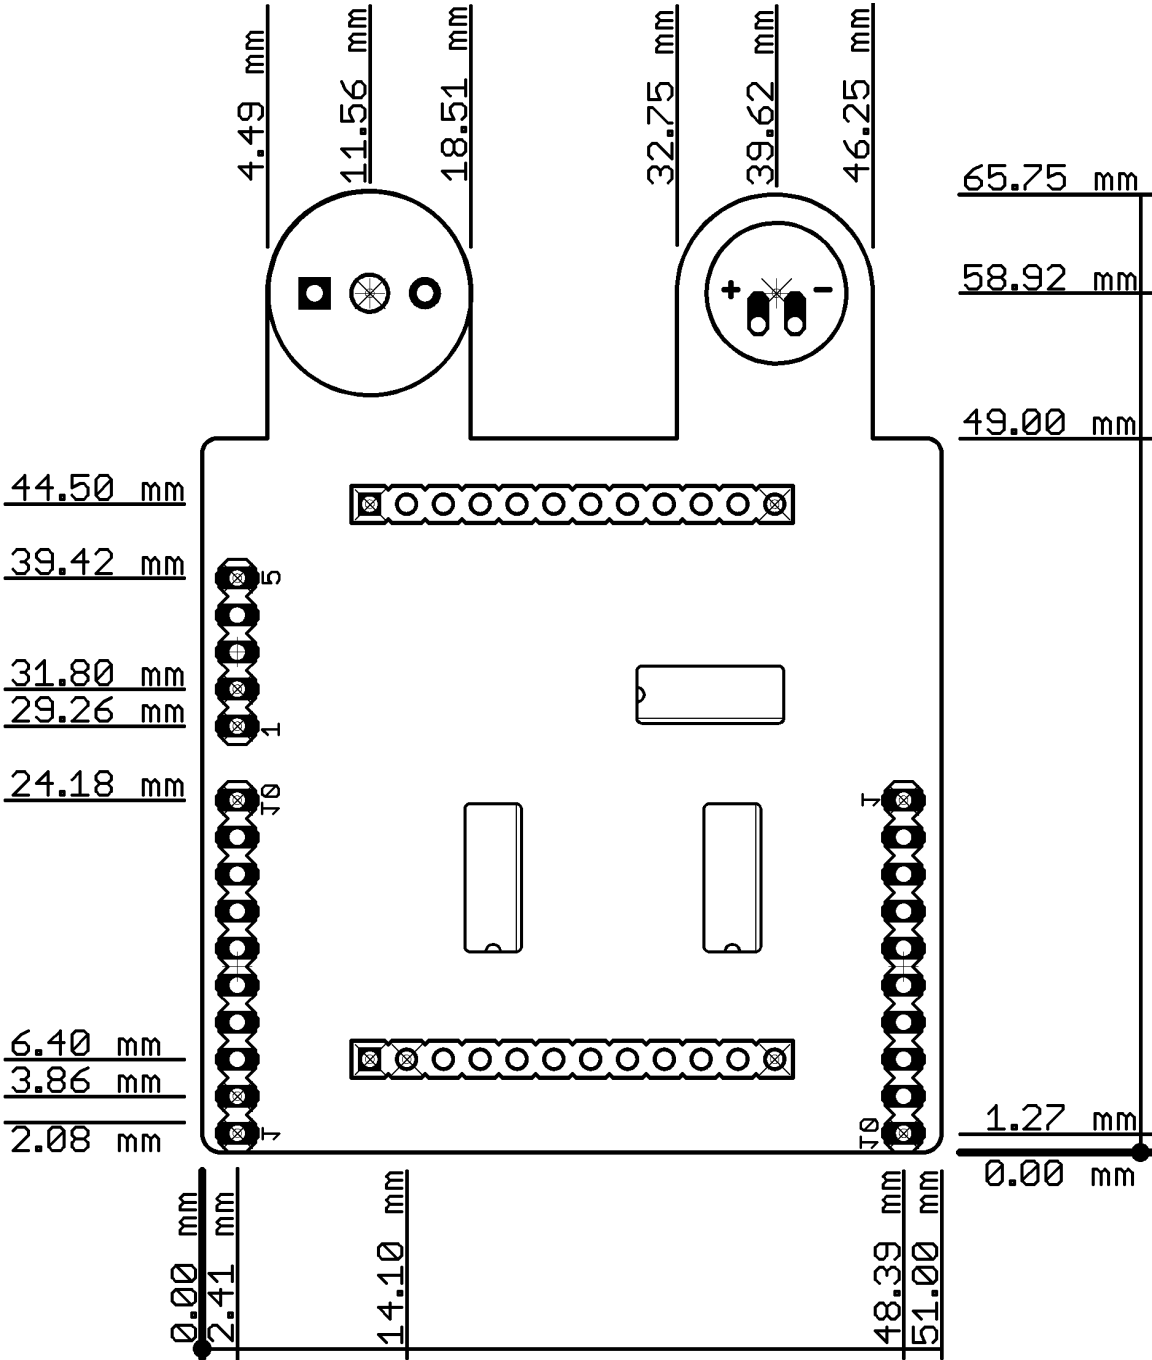 4.49 mm
11.56 mm
18.51 mm
32.75 mm
39.62 mm
46.25 mm
65.75 mm
58.92 mm
+ −
49.00 mm
44.50 mm
39.42 mm
5
31.80 mm
29.26 mm
1
24.18 mm
10
1
6.40 mm
3.86 mm
2.08 mm
1
10
1.27 mm
0.00 mm
0.00 mm
2.41 mm
14.10 mm
48.39 mm
51.00 mm